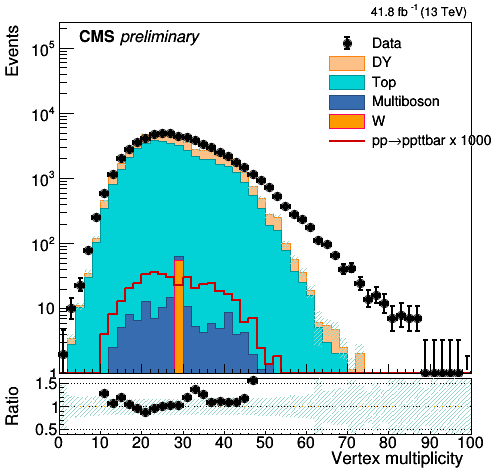 41.8 fb⁻¹ (13 TeV)
Events
CMS preliminary
Data
DY
Top
Multiboson
W
pp→ppttbar x 1000
10⁵
10⁴
10³
10²
10
1
Ratio
1.5
1
0.5
0 10 20 30 40 50 60 70 80 90 100
Vertex multiplicity